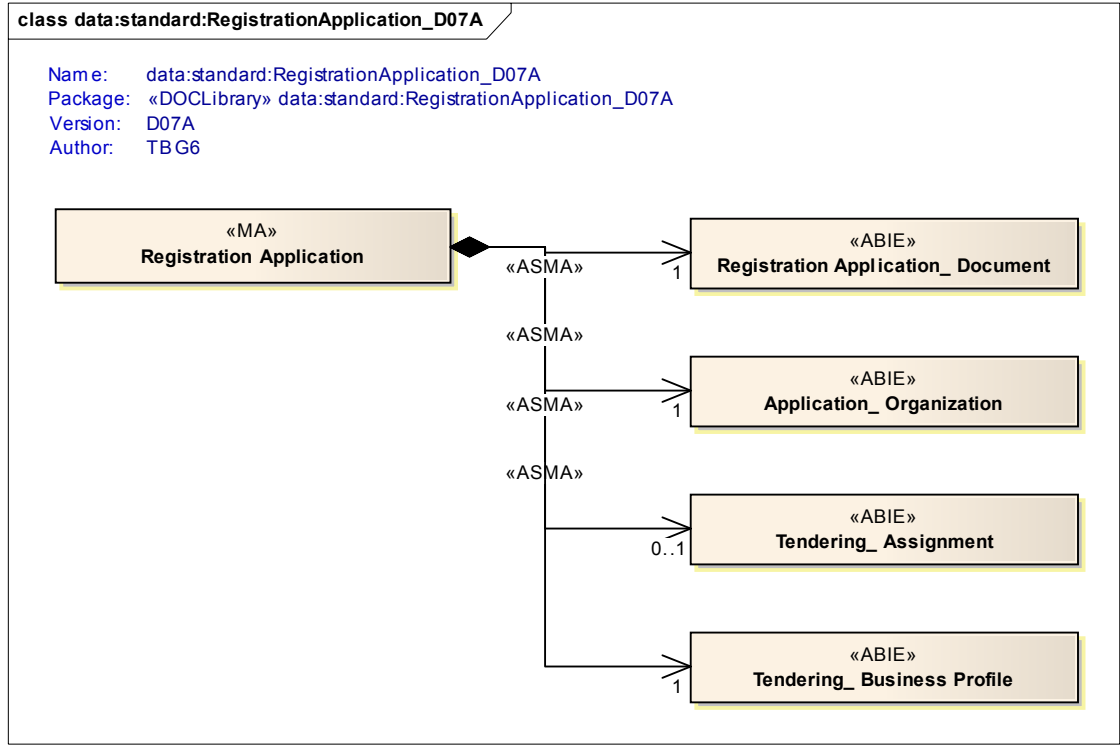 class data:standard:RegistrationApplication_D07A
Name: data:standard:RegistrationApplication_D07A
Package: «DOCLibrary» data:standard:RegistrationApplication_D07A
Version: D07A
Author: TBG6
«MA»
Registration Application
«ABIE»
Registration Application_ Document
«ASMA»
1
«ASMA»
«ABIE»
Application_ Organization
«ASMA»
1
«ASMA»
«ABIE»
Tendering_ Assignment
0..1
«ABIE»
Tendering_ Business Profile
1